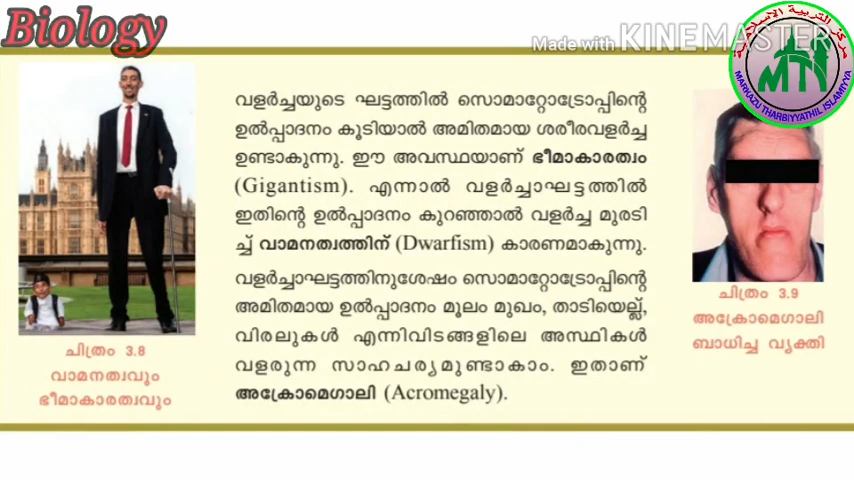 Biology
Made with KINEMASTER
مركز التربية الاسلامية
MTI
MARKAZU THARBIYYATHIL ISLAMIYYA
വളർച്ചയുടെ ഘട്ടത്തിൽ സൊമാറ്റോട്രോപ്പിന്റെ
ഉൽപ്പാദനം കൂടിയാൽ അമിതമായ ശരീരവളർച്ച
ഉണ്ടാകുന്നു. ഈ അവസ്ഥയാണ് ഭീമാകാരത്വം
(Gigantism). എന്നാൽ വളർച്ചാഘട്ടത്തിൽ
ഇതിന്റെ ഉൽപ്പാദനം കുറഞ്ഞാൽ വളർച്ച മുരടി
ച്ച് വാമനത്വത്തിന് (Dwarfism) കാരണമാകുന്നു.
വളർച്ചാഘട്ടത്തിനുശേഷം സൊമാറ്റോട്രോപ്പിന്റെ
അമിതമായ ഉൽപ്പാദനം മൂലം മുഖം, താടിയെല്ല്,
വിരലുകൾ എന്നിവിടങ്ങളിലെ അസ്ഥികൾ
വളരുന്ന സാഹചര്യമുണ്ടാകാം. ഇതാണ്
അക്രോമെഗാലി (Acromegaly).
ചിത്രം 3.8
വാമനത്വവും
ഭീമാകാരത്വവും
ചിത്രം 3.9
അക്രോമെഗാലി
ബാധിച്ച വ്യക്തി